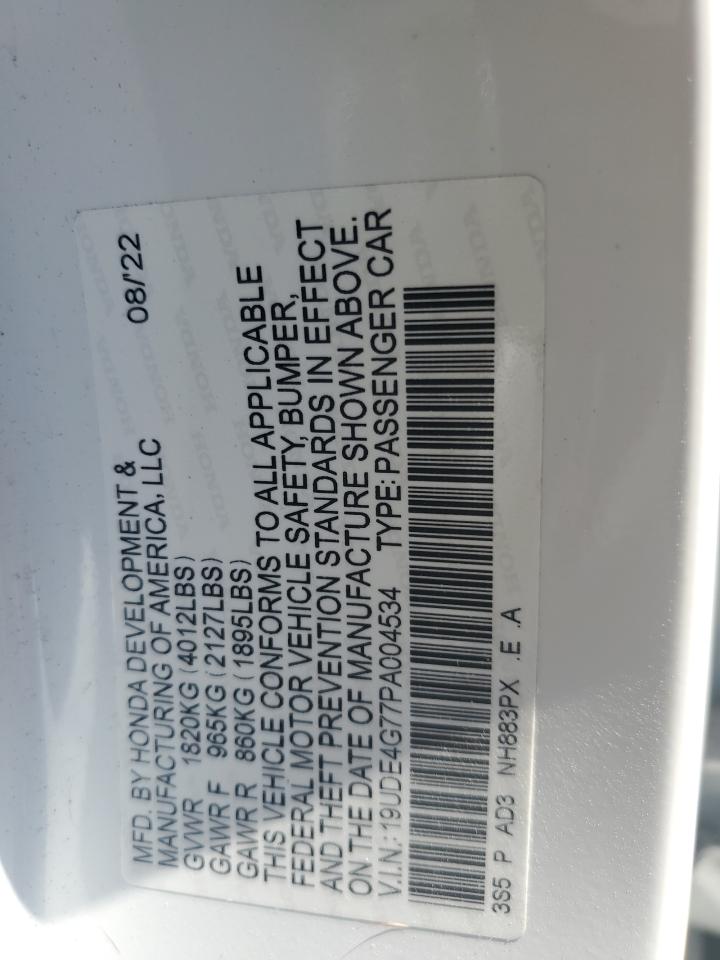 MFD. BY HONDA DEVELOPMENT &
MANUFACTURING OF AMERICA, LLC 08/'22
GVWR 1820KG (4012LBS)
GAWR F 965KG (2127LBS)
GAWR R 860KG (1895LBS)
THIS VEHICLE CONFORMS TO ALL APPLICABLE
FEDERAL MOTOR VEHICLE SAFETY, BUMPER,
AND THEFT PREVENTION STANDARDS IN EFFECT
ON THE DATE OF MANUFACTURE SHOWN ABOVE.
V.I.N.: 19UDE4G77PA004534 TYPE: PASSENGER CAR
3S5 P AD3 NH883PX .E .A